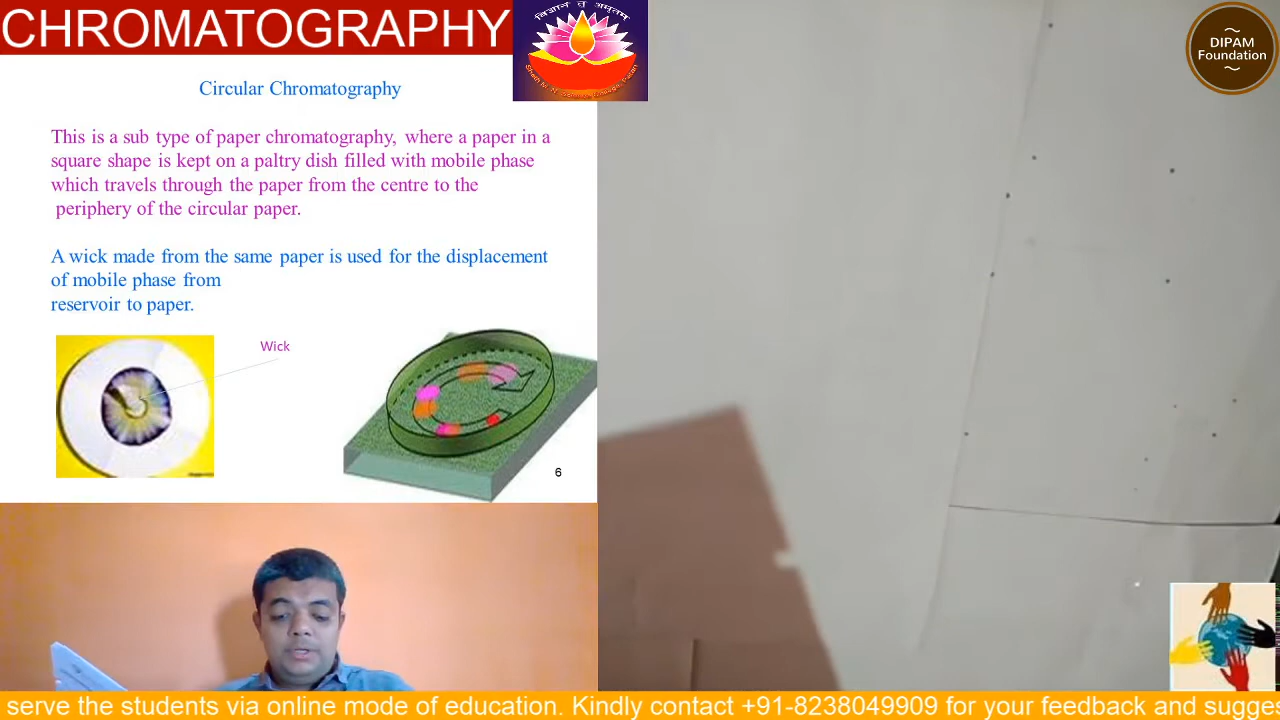 CHROMATOGRAPHY
विज्ञानं तु अमृतम्
DIPAM
Foundation
Circular Chromatography
This is a sub type of paper chromatography, where a paper in a
square shape is kept on a paltry dish filled with mobile phase
which travels through the paper from the centre to the
periphery of the circular paper.
A wick made from the same paper is used for the displacement
of mobile phase from
reservoir to paper.
Wick
6
serve the students via online mode of education. Kindly contact +91-8238049909 for your feedback and sugges